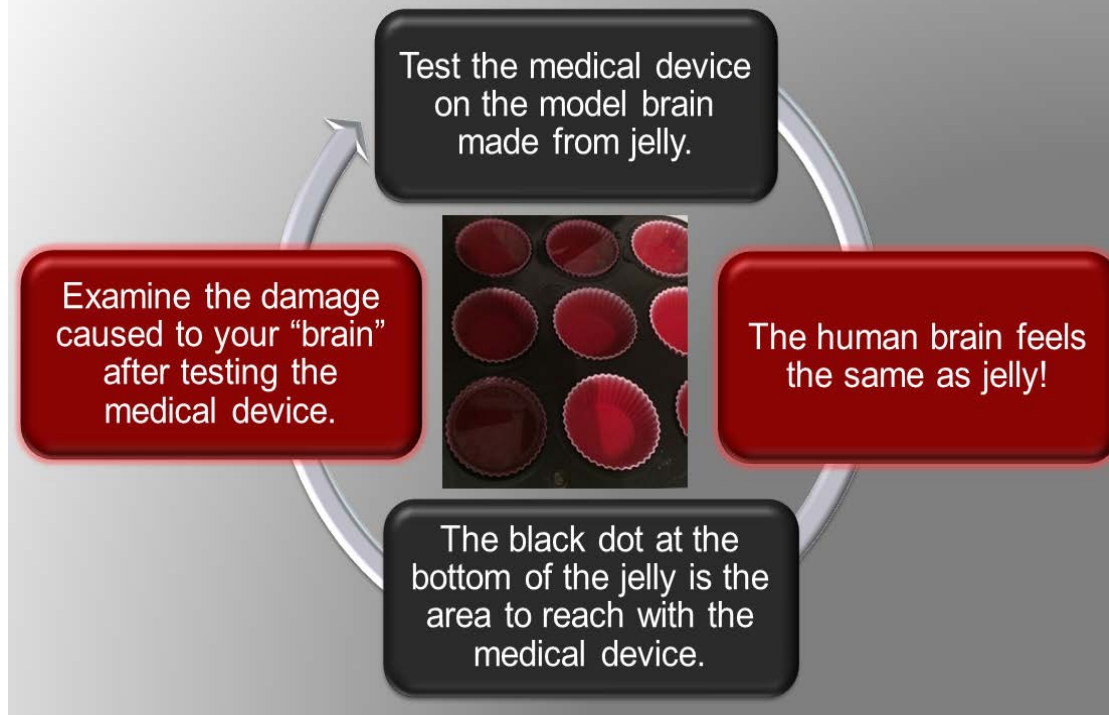 Test the medical device
on the model brain
made from jelly.
The human brain feels
the same as jelly!
The black dot at the
bottom of the jelly is the
area to reach with the
medical device.
Examine the damage
caused to your “brain”
after testing the
medical device.